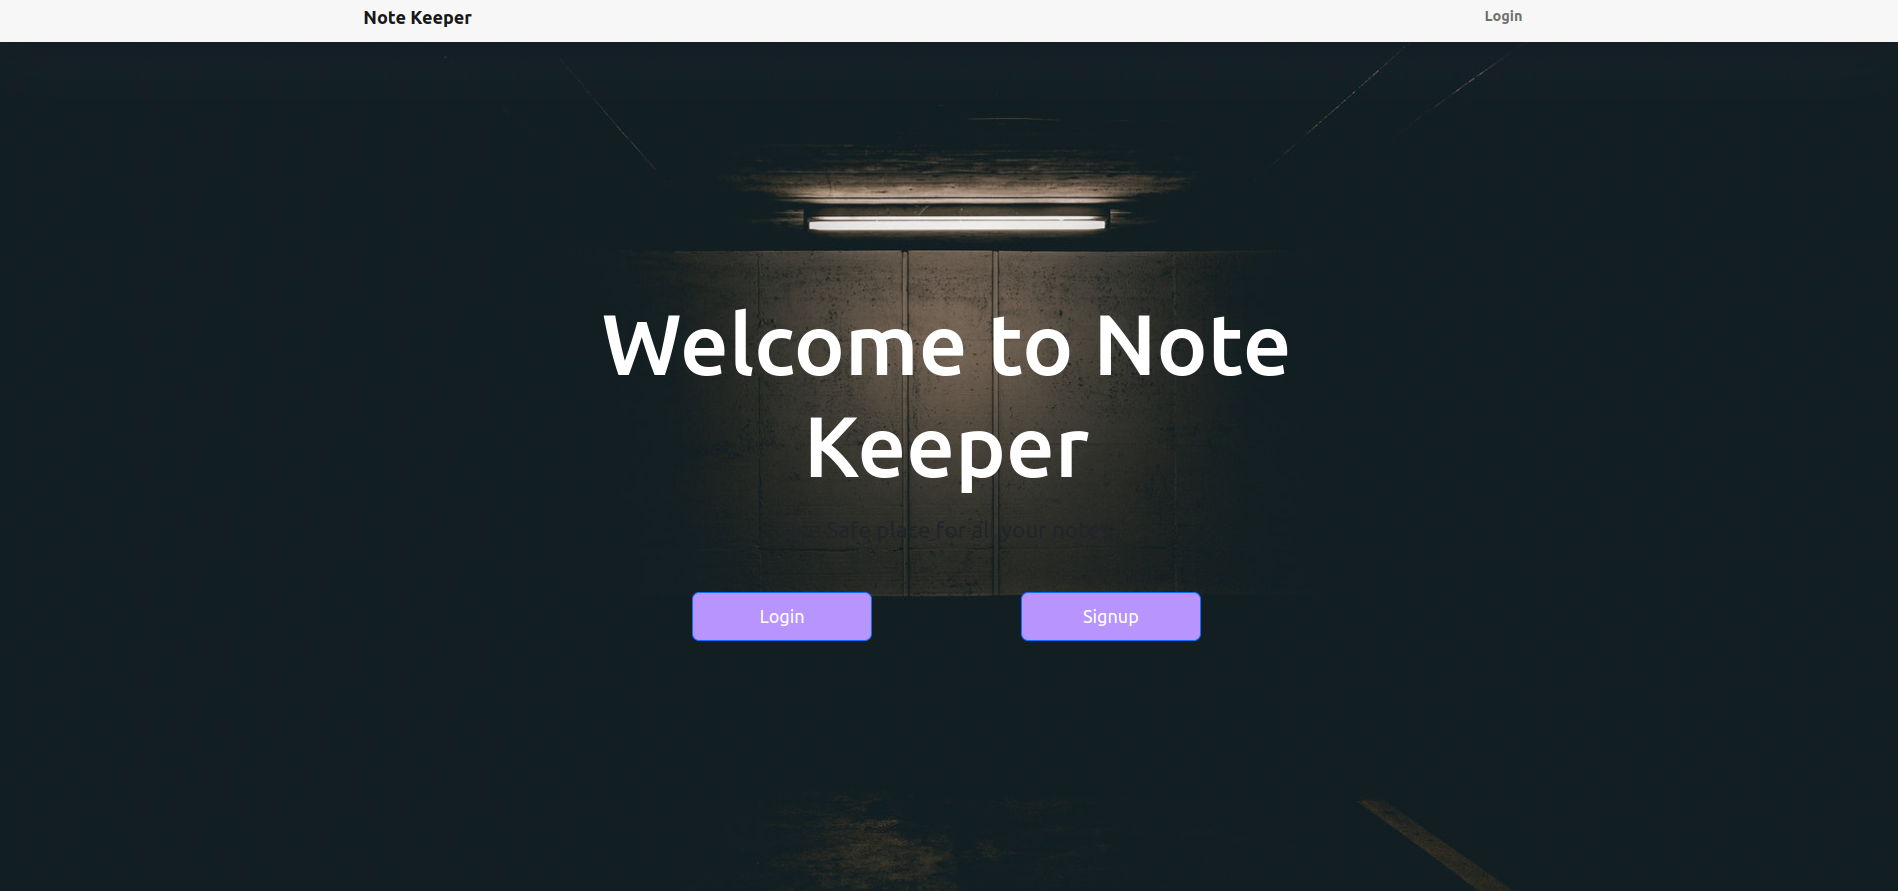 Note Keeper
Login
Welcome to Note
Keeper
Safe place for all your notes
Login Signup